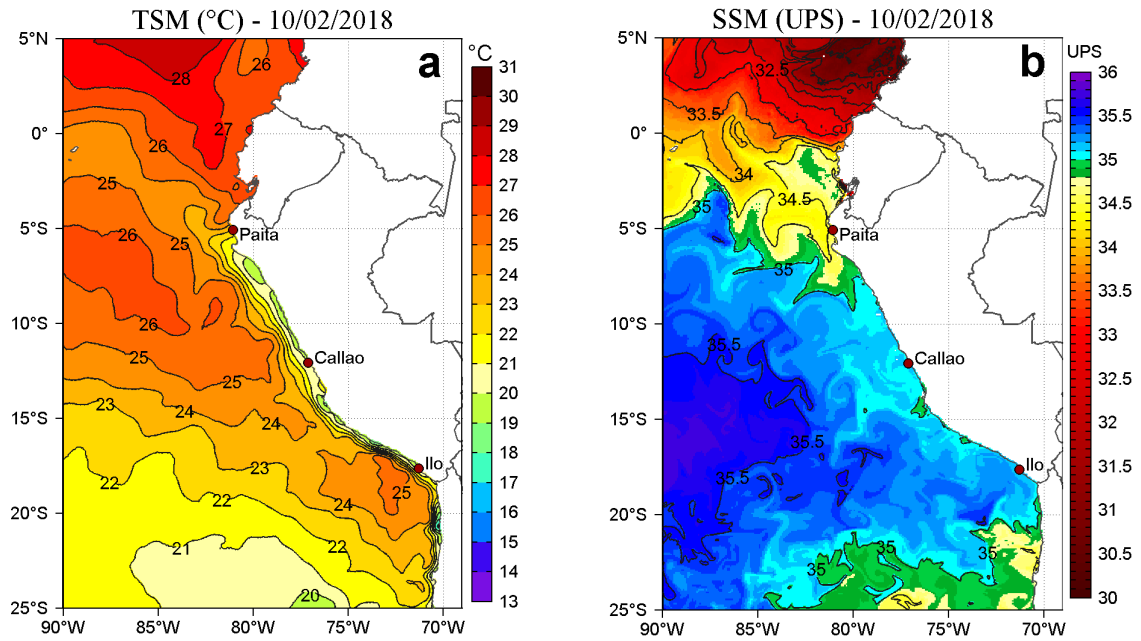 TSM (°C) - 10/02/2018
a
°C
5°N
0°
5°S
10°S
15°S
20°S
25°S
90°W
85°W
80°W
75°W
70°W
28
26
27
26
25
26
25
26
25
25
24
23
24
23
24
25
22
22
22
21
20
Paita
Callao
Ilo
31
30
29
28
27
26
25
24
23
22
21
20
19
18
17
16
15
14
13
SSM (UPS) - 10/02/2018
b
UPS
5°N
0°
5°S
10°S
15°S
20°S
25°S
90°W
85°W
80°W
75°W
70°W
32.5
33.5
34
34.5
35
35
35.5
35.5
35.5
35
35
35
Paita
Callao
Ilo
36
35.5
35
34.5
34
33.5
33
32.5
32
31.5
31
30.5
30